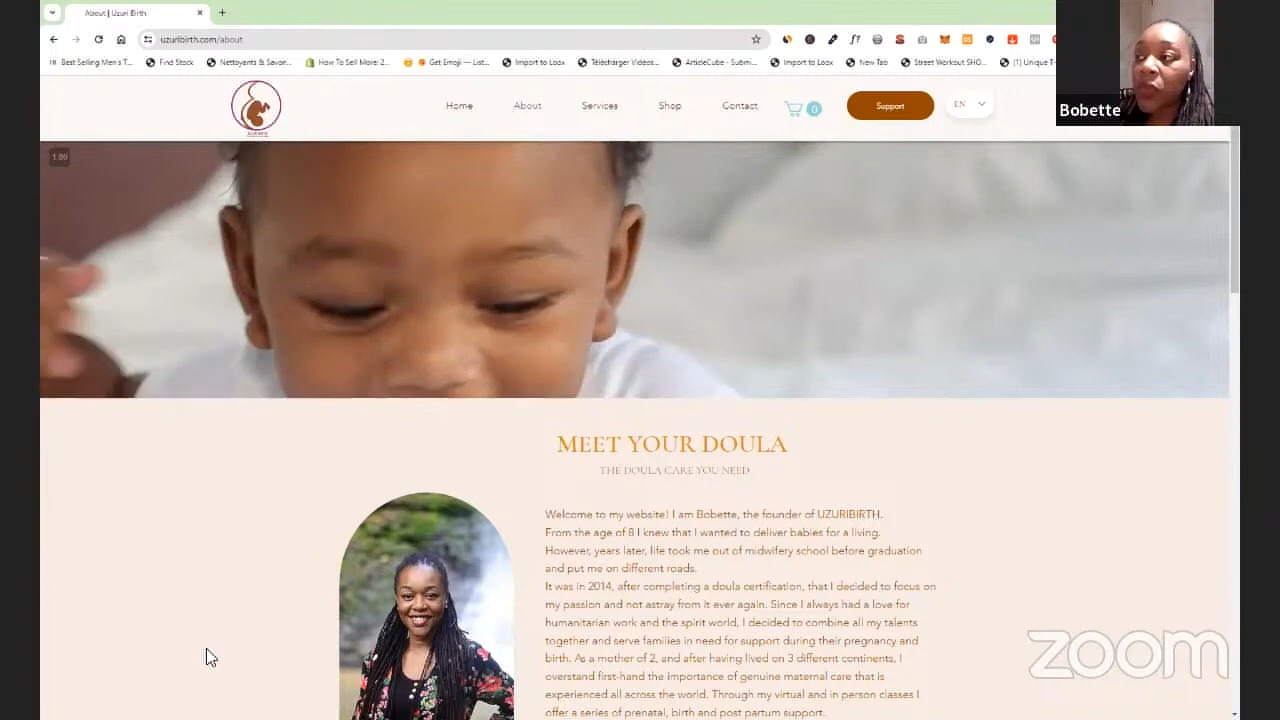 About | Uzuri Birth
uzuribirth.com/about
Best Selling Men's T...
Find Stock
Nettoyants & Savon...
How To Sell More: 2...
Get Emoji — List...
Import to Loox
Télécharger Vidéos...
ArticleCube - Submi...
Import to Loox
New Tab
Street Workout SHO...
(1) Unique T
Bobette
Home
About
Services
Shop
Contact
0
Support
EN
1.00
MEET YOUR DOULA
THE DOULA CARE YOU NEED
Welcome to my website! I am Bobette, the founder of UZURIBIRTH.
From the age of 8 I knew that I wanted to deliver babies for a living.
However, years later, life took me out of midwifery school before graduation
and put me on different roads.
It was in 2014, after completing a doula certification, that I decided to focus on
my passion and not astray from it ever again. Since I always had a love for
humanitarian work and the spirit world, I decided to combine all my talents
together and serve families in need for support during their pregnancy and
birth. As a mother of 2, and after having lived on 3 different continents, I
overstand first-hand the importance of genuine maternal care that is
experienced all across the world. Through my virtual and in person classes I
offer a series of prenatal, birth and post partum support.
zoom